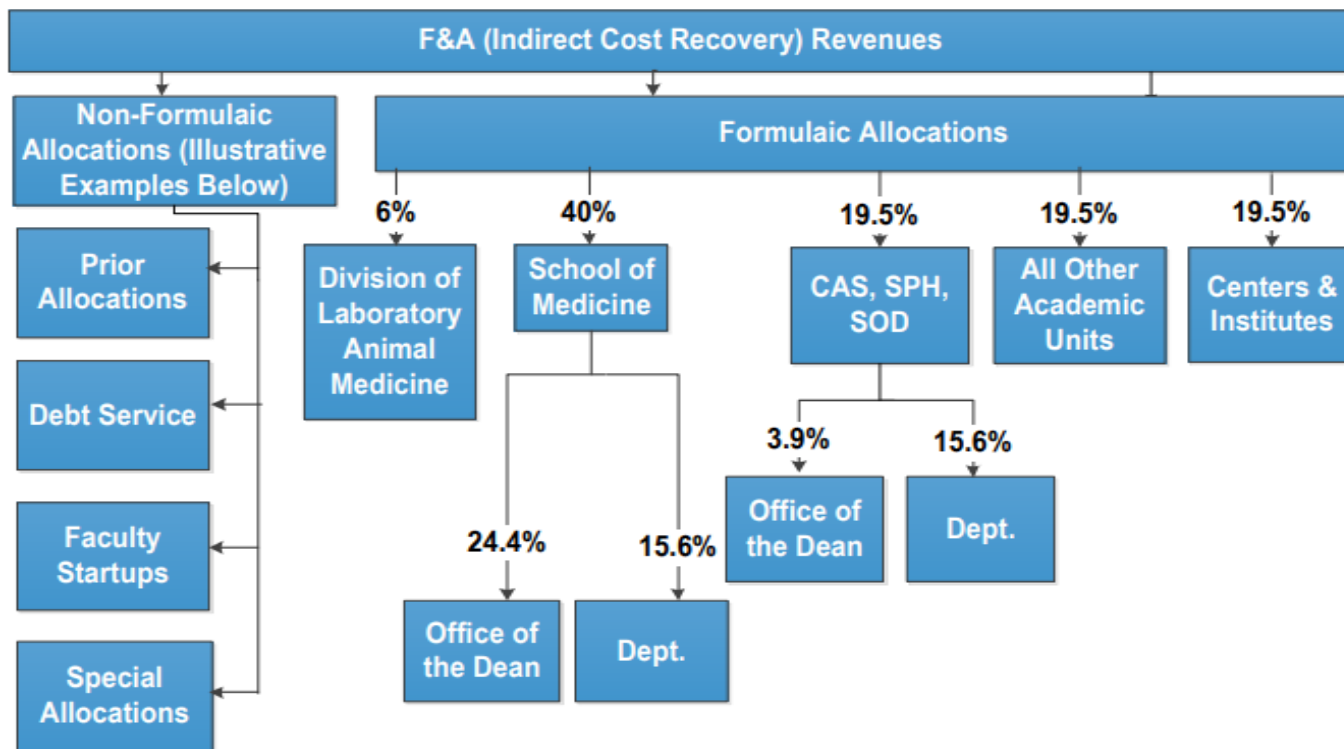 F&A (Indirect Cost Recovery) Revenues
Non-Formulaic
Allocations (Illustrative
Examples Below)
Formulaic Allocations
6%
40%
19.5%
19.5%
19.5%
Prior
Allocations
Division of
Laboratory
Animal
Medicine
School of
Medicine
CAS, SPH,
SOD
All Other
Academic
Units
Centers &
Institutes
Debt Service
3.9%
15.6%
Office of
the Dean
Dept.
Faculty
Startups
24.4%
15.6%
Office of
the Dean
Dept.
Special
Allocations